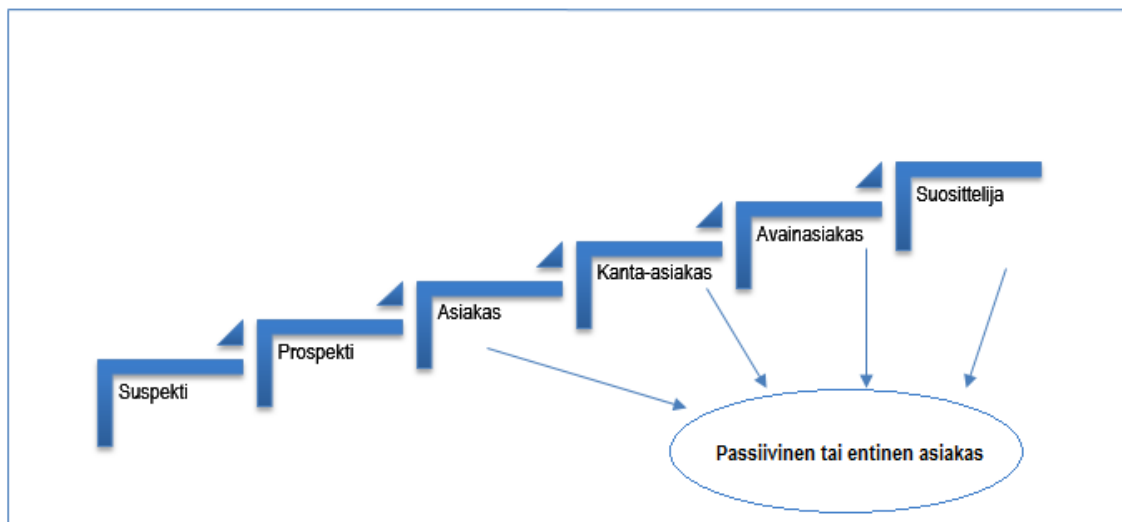 Suspekti
Prospekti
Asiakas
Kanta-asiakas
Avainasiakas
Suosittelija
Passiivinen tai entinen asiakas